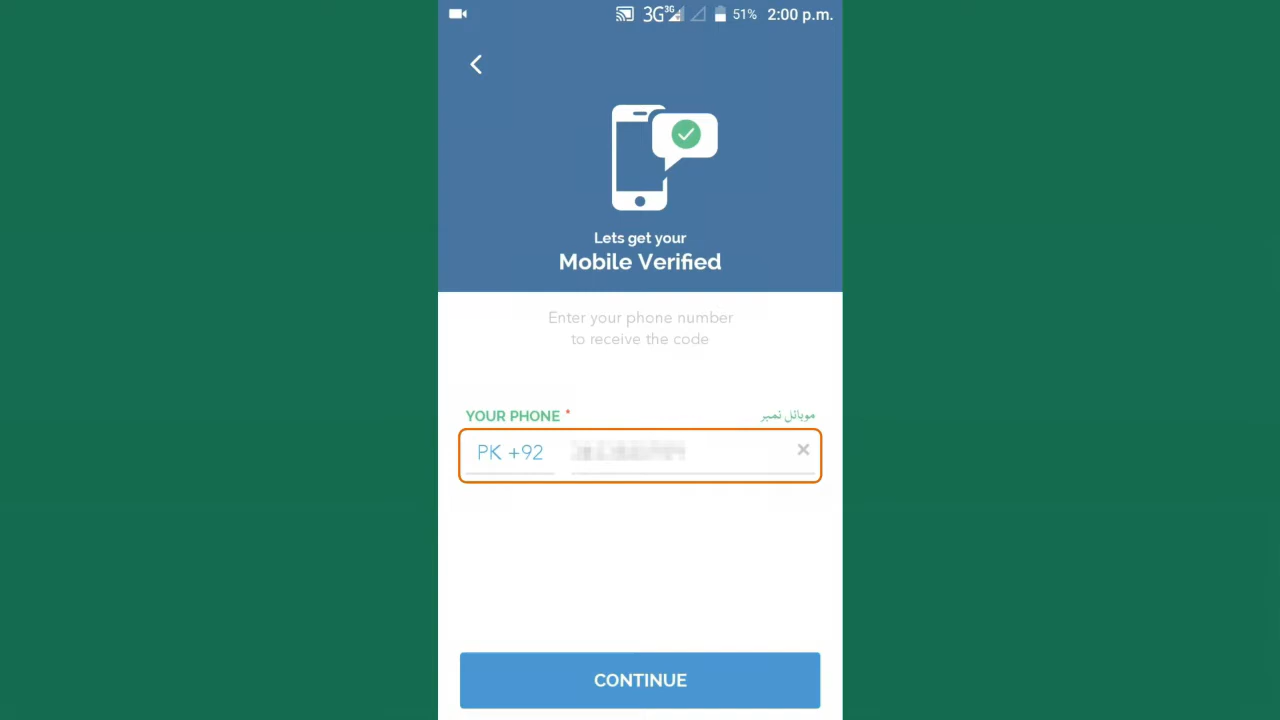 3G 3G 51% 2:00 p.m.
Lets get your
Mobile Verified
Enter your phone number
to receive the code
YOUR PHONE * موبائل نمبر
PK +92
CONTINUE